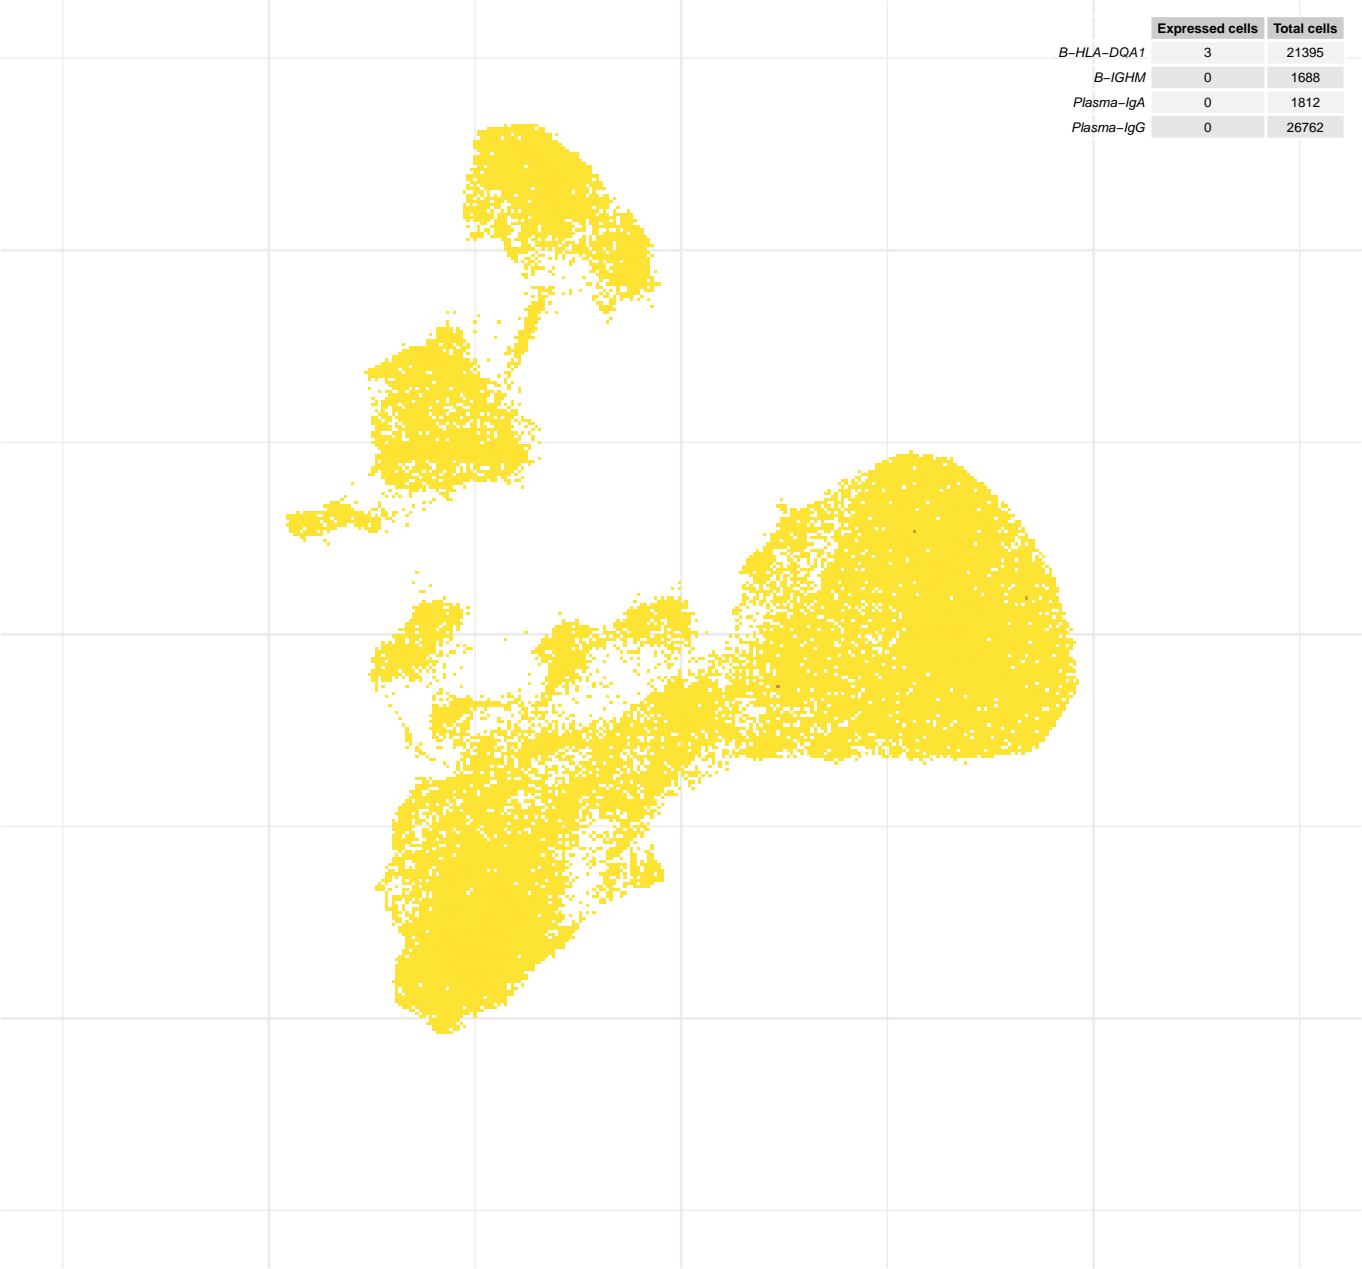 Expressed cells Total cells
B−HLA−DQA1 3 21395
B−IGHM 0 1688
Plasma−IgA 0 1812
Plasma−IgG 0 26762